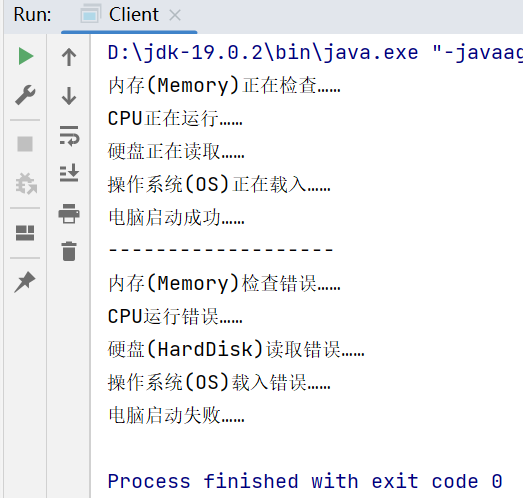 Run: Client
D:\jdk-19.0.2\bin\java.exe "-javaag
内存(Memory)正在检查……
CPU正在运行……
硬盘正在读取……
操作系统(OS)正在载入……
电脑启动成功……
-------------------
内存(Memory)检查错误……
CPU运行错误……
硬盘(HardDisk)读取错误……
操作系统(OS)载入错误……
电脑启动失败……
Process finished with exit code 0